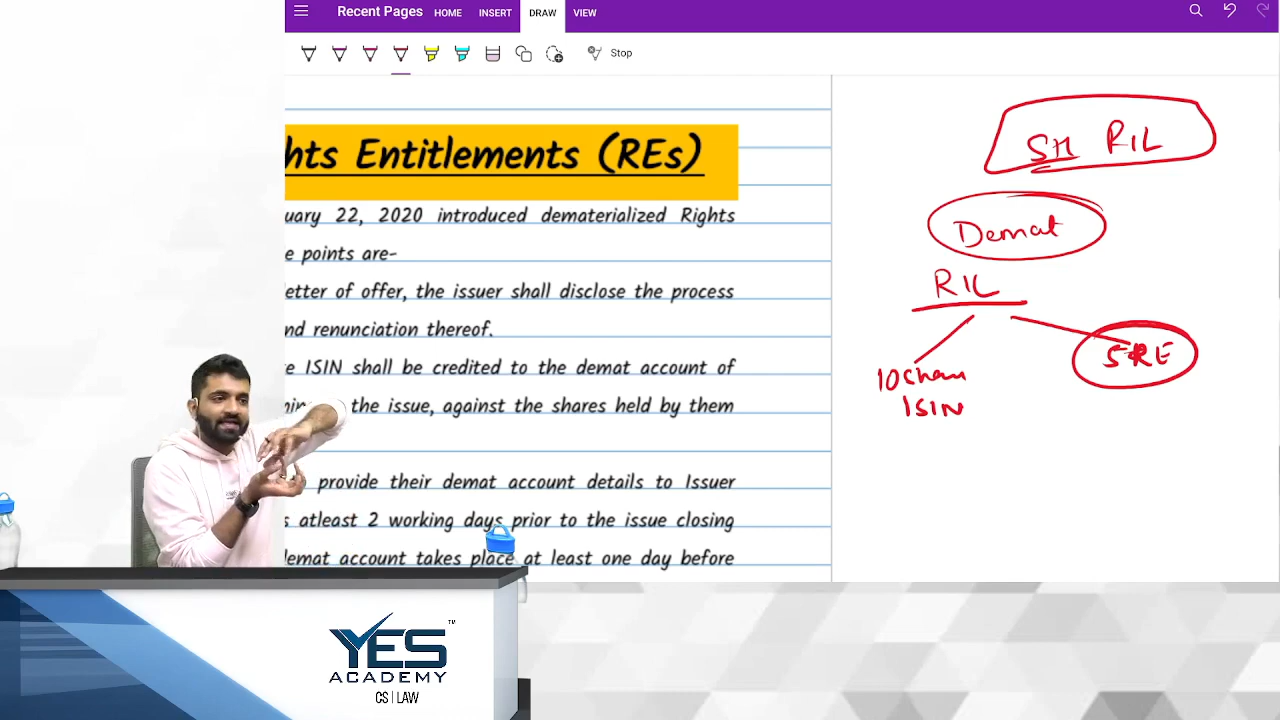 Recent Pages HOME INSERT DRAW VIEW
Stop
hts Entitlements (REs)
uary 22, 2020 introduced dematerialized Rights
e points are-
etter of offer, the issuer shall disclose the process
nd renunciation thereof.
e ISIN shall be credited to the demat account of
the issue, against the shares held by them
provide their demat account details to Issuer
s atleast 2 working days prior to the issue closing
demat account takes place at least one day before
SH RIL
Demat
RIL
10 Share
ISIN
5 RE
YES
ACADEMY
CS | LAW
TM